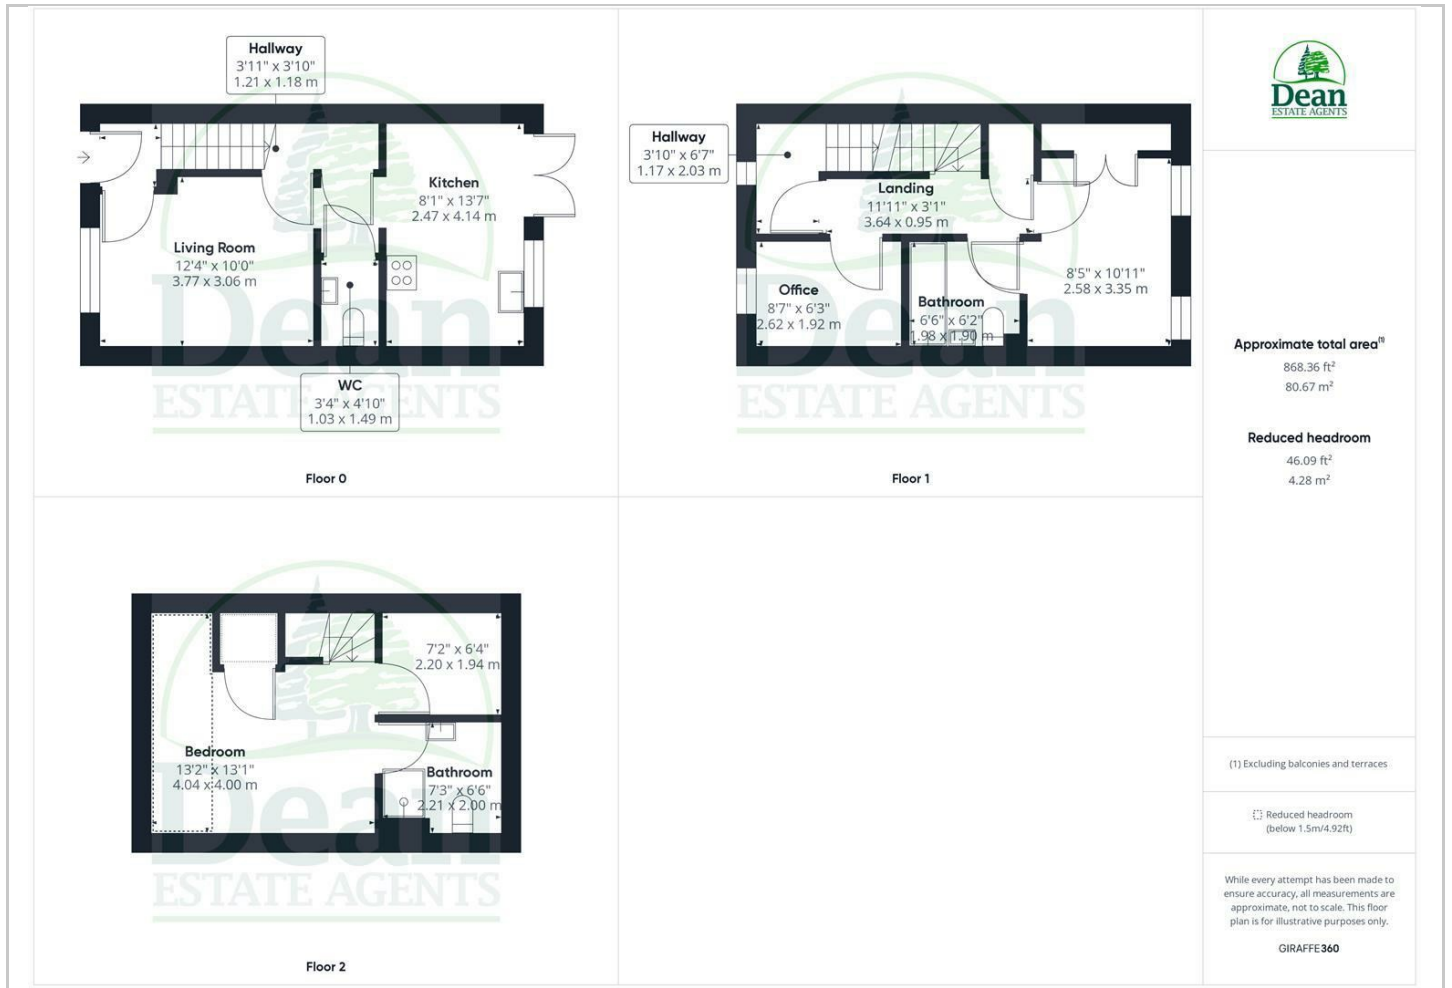 Hallway
3'11" x 3'10"
1.21 x 1.18 m
Kitchen
8'1" x 13'7"
2.47 x 4.14 m
Living Room
12'4" x 10'0"
3.77 x 3.06 m
WC
3'4" x 4'10"
1.03 x 1.49 m
Dean
ESTATE AGENTS
Floor 0
Hallway
3'10" x 6'7"
1.17 x 2.03 m
Landing
11'11" x 3'1"
3.64 x 0.95 m
8'5" x 10'11"
2.58 x 3.35 m
Office
8'7" x 6'3"
2.62 x 1.92 m
Bathroom
6'6" x 6'2"
1.98 x 1.90 m
Dean
ESTATE AGENTS
Floor 1
7'2" x 6'4"
2.20 x 1.94 m
Bedroom
13'2" x 13'1"
4.04 x 4.00 m
Bathroom
7'3" x 6'6"
2.21 x 2.00 m
Dean
ESTATE AGENTS
Floor 2
Dean
ESTATE AGENTS
Approximate total area⁽¹⁾
868.36 ft²
80.67 m²
Reduced headroom
46.09 ft²
4.28 m²
(1) Excluding balconies and terraces
Reduced headroom
(below 1.5m/4.92ft)
While every attempt has been made to
ensure accuracy, all measurements are
approximate, not to scale. This floor
plan is for illustrative purposes only.
GIRAFFE360